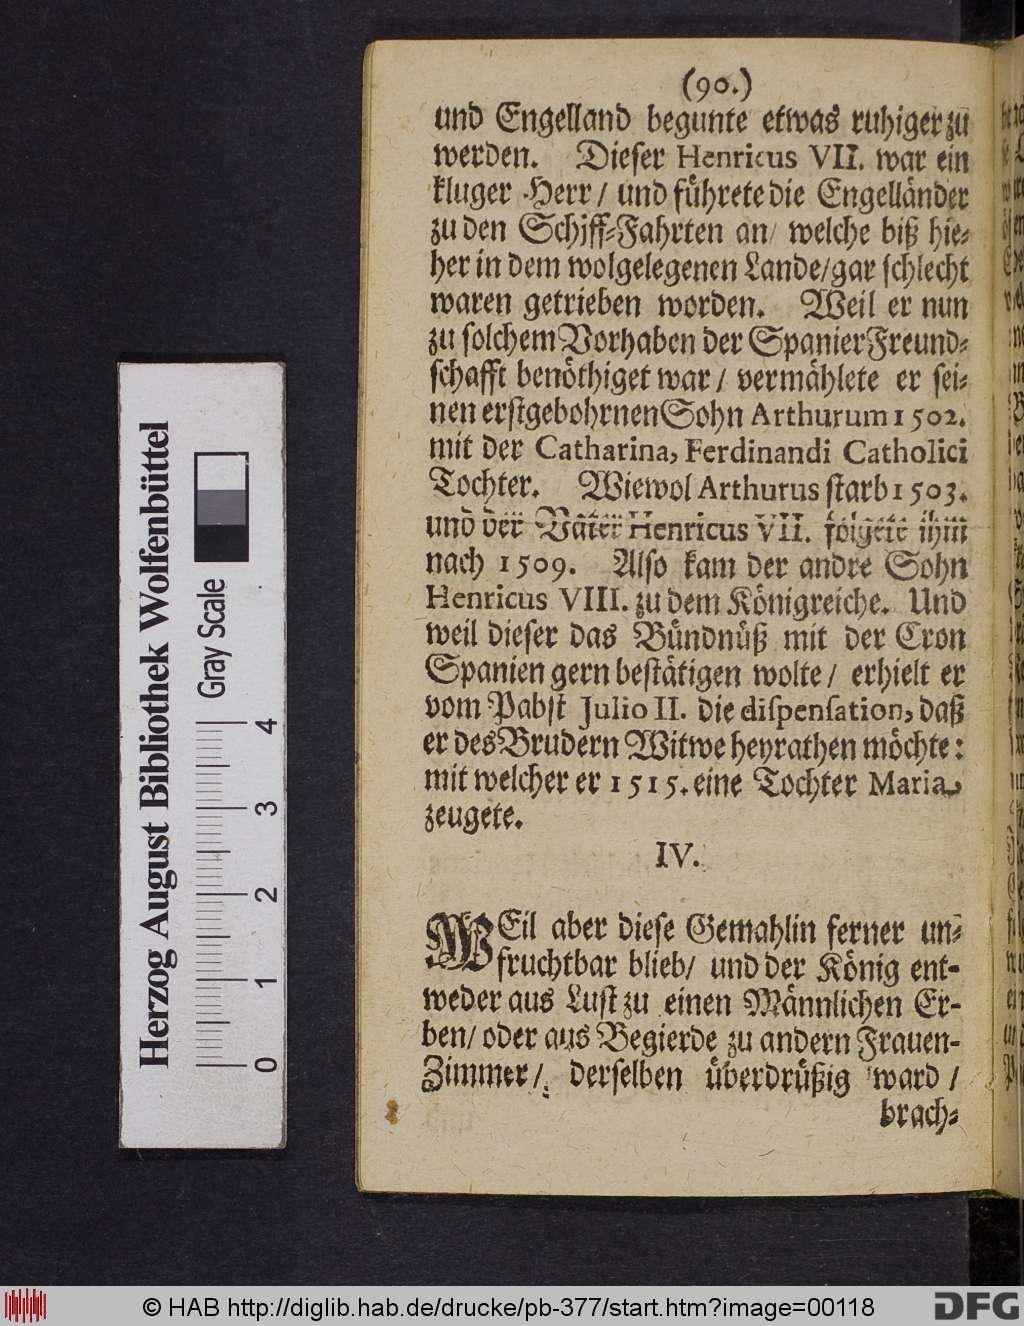 (90.)
und Engelland begunte etwas ruhiger zu
werden. Dieser Henricus VII. war ein
kluger Herr / und führete die Engelländer
zu den Schiff-Fahrten an / welche biß hie-
her in dem wolgelegenen Lande / gar schlecht
waren getrieben worden. Weil er nun
zu solchem Vorhaben der Spanier Freund-
schafft benöthiget war / vermählete er sei-
nen erstgebohrnen Sohn Arthurum 1502.
mit der Catharina, Ferdinandi Catholici
Tochter. Wiewol Arthurus starb 1503.
und der Vater Henricus VII. folgete ihm
nach 1509. Also kam der andre Sohn
Henricus VIII. zu dem Königreiche. Und
weil dieser das Bündnüß mit der Cron
Spanien gern bestätigen wolte / erhielt er
vom Pabst Julio II. die dispensation, daß
er des Brudern Witwe heyrathen möchte:
mit welcher er 1515. eine Tochter Maria,
zeugete.
IV.
WEil aber diese Gemahlin ferner un-
fruchtbar blieb / und der König ent-
weder aus Lust zu einen Männlichen Er-
ben / oder aus Begierde zu andern Frauen-
Zimmer / derselben überdrüßig ward /
brach-
Herzog August Bibliothek Wolfenbüttel
Gray Scale
0 1 2 3 4
© HAB http://diglib.hab.de/drucke/pb-377/start.htm?image=00118
DFG